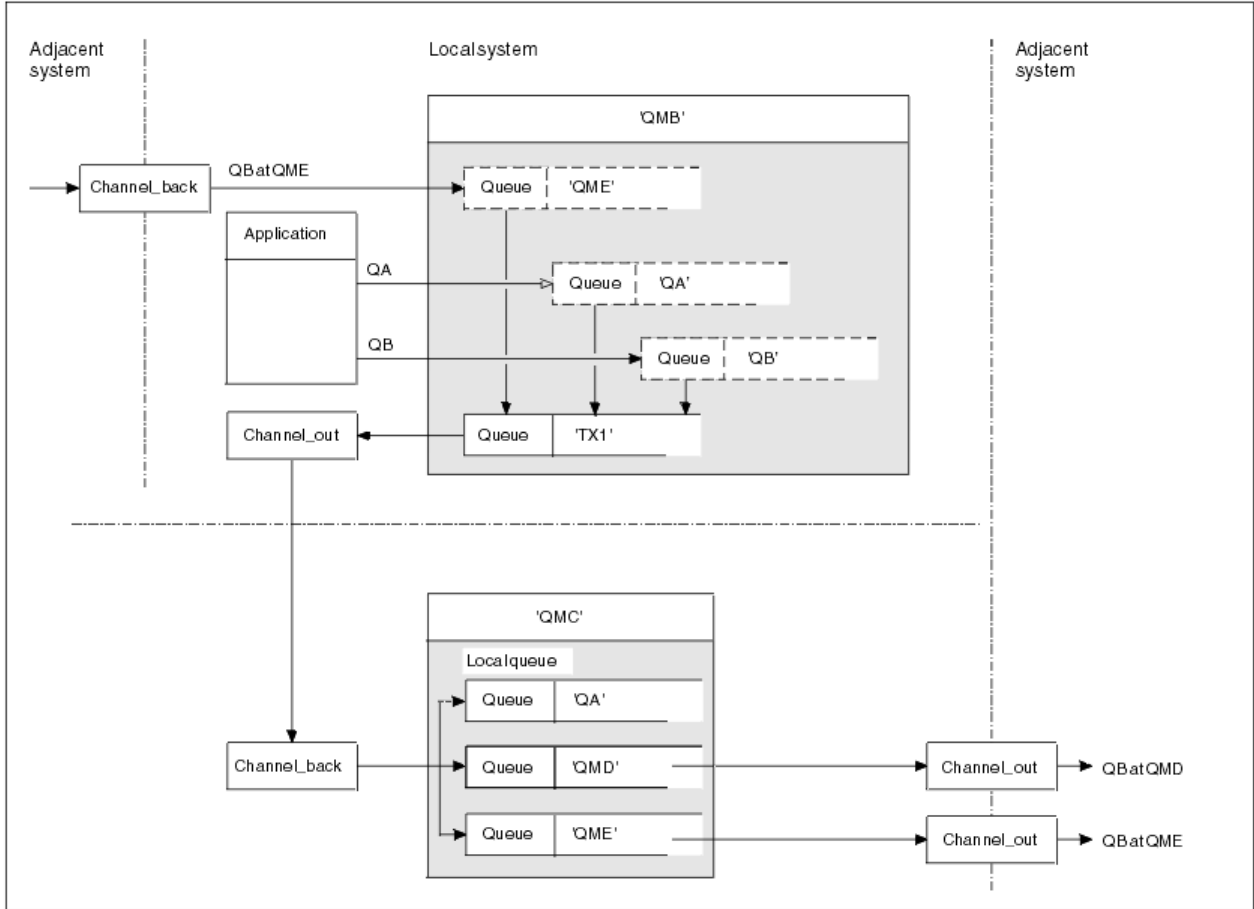 Adjacent
system
Localsystem
Adjacent
system
'QMB'
QBatQME
Channel_back
Queue 'QME'
Application
QA
Queue 'QA'
QB
Queue 'QB'
Channel_out
Queue 'TX1'
'QMC'
Localqueue
Queue 'QA'
Channel_back
Queue 'QMD'
Channel_out
QBatQMD
Queue 'QME'
Channel_out
QBatQME